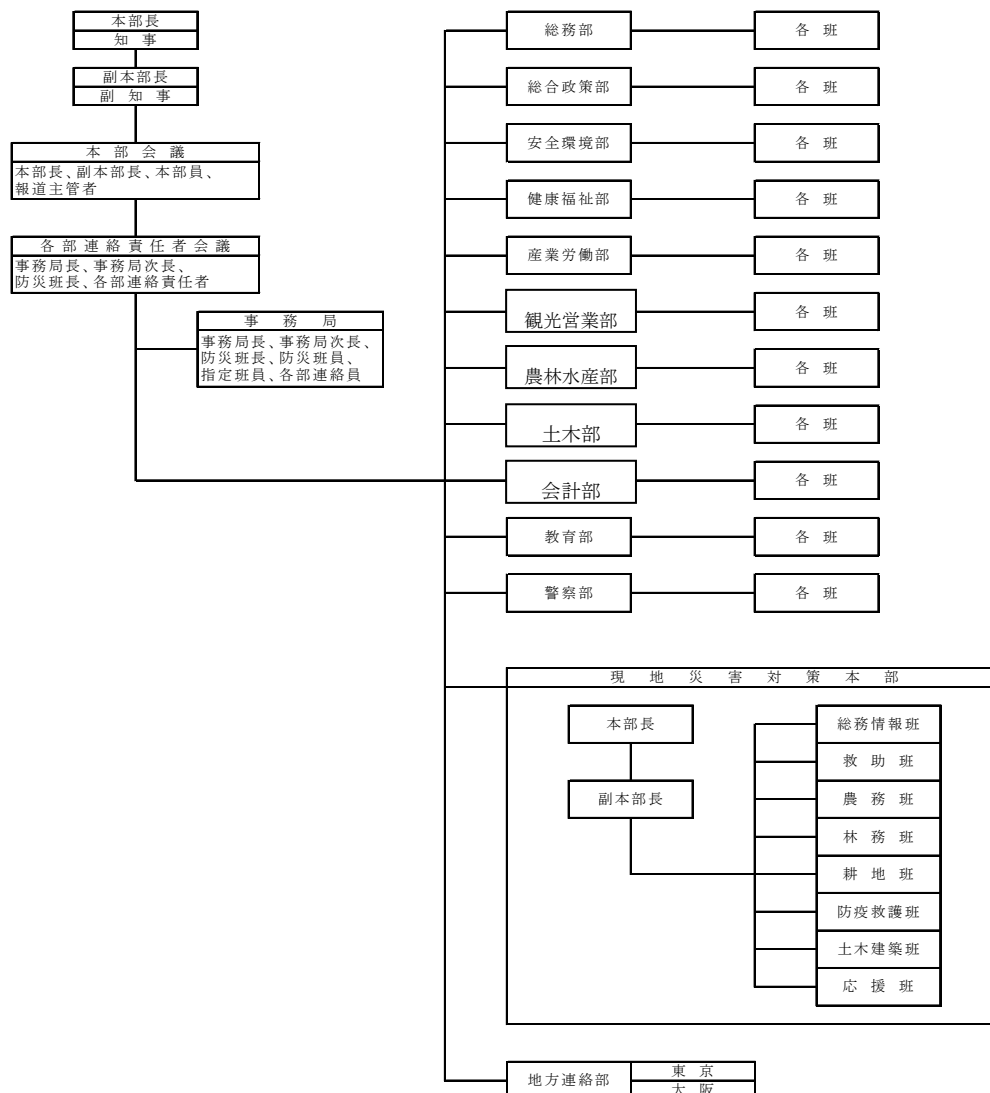 本部長
知 事
副本部長
副 知 事
本 部 会 議
本部長、副本部長、本部員、
報道主管者
各 部 連 絡 責 任 者 会 議
事務局長、事務局次長、
防災班長、各部連絡責任者
事 務 局
事務局長、事務局次長、
防災班長、防災班員、
指定班員、各部連絡員
総務部
各 班
総合政策部
各 班
安全環境部
各 班
健康福祉部
各 班
産業労働部
各 班
観光営業部
各 班
農林水産部
各 班
土木部
各 班
会計部
各 班
教育部
各 班
警察部
各 班
現 地 災 害 対 策 本 部
本部長
副本部長
総務情報班
救 助 班
農 務 班
林 務 班
耕 地 班
防疫救護班
土木建築班
応 援 班
地方連絡部
東 京
大 阪